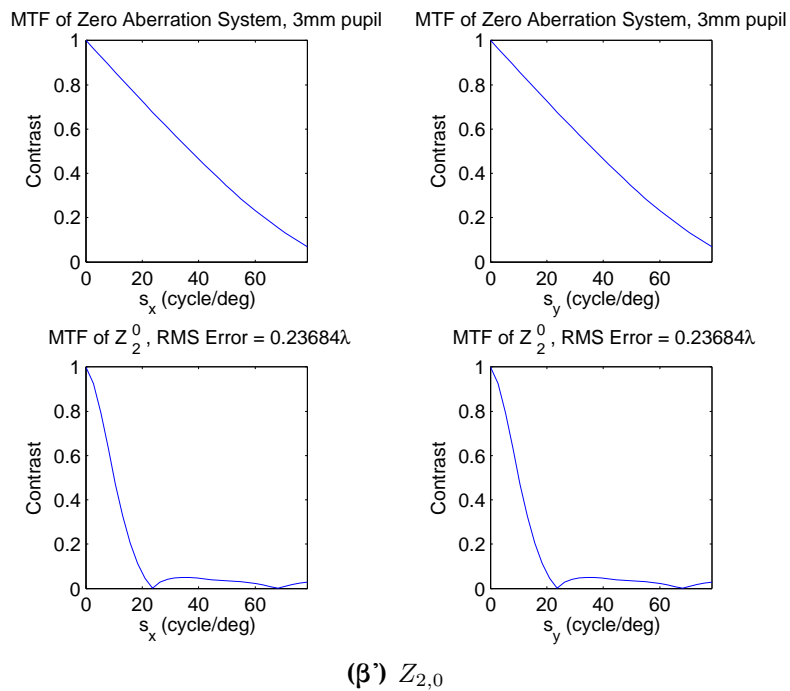 MTF of Zero Aberration System, 3mm pupil
1
0.8
0.6
0.4
0.2
0
Contrast
0 20 40 60
s_x (cycle/deg)
MTF of Zero Aberration System, 3mm pupil
1
0.8
0.6
0.4
0.2
0
Contrast
0 20 40 60
s_y (cycle/deg)
MTF of Z_2^0, RMS Error = 0.23684λ
1
0.8
0.6
0.4
0.2
0
Contrast
0 20 40 60
s_x (cycle/deg)
MTF of Z_2^0, RMS Error = 0.23684λ
1
0.8
0.6
0.4
0.2
0
Contrast
0 20 40 60
s_y (cycle/deg)
(β') Z_{2,0}